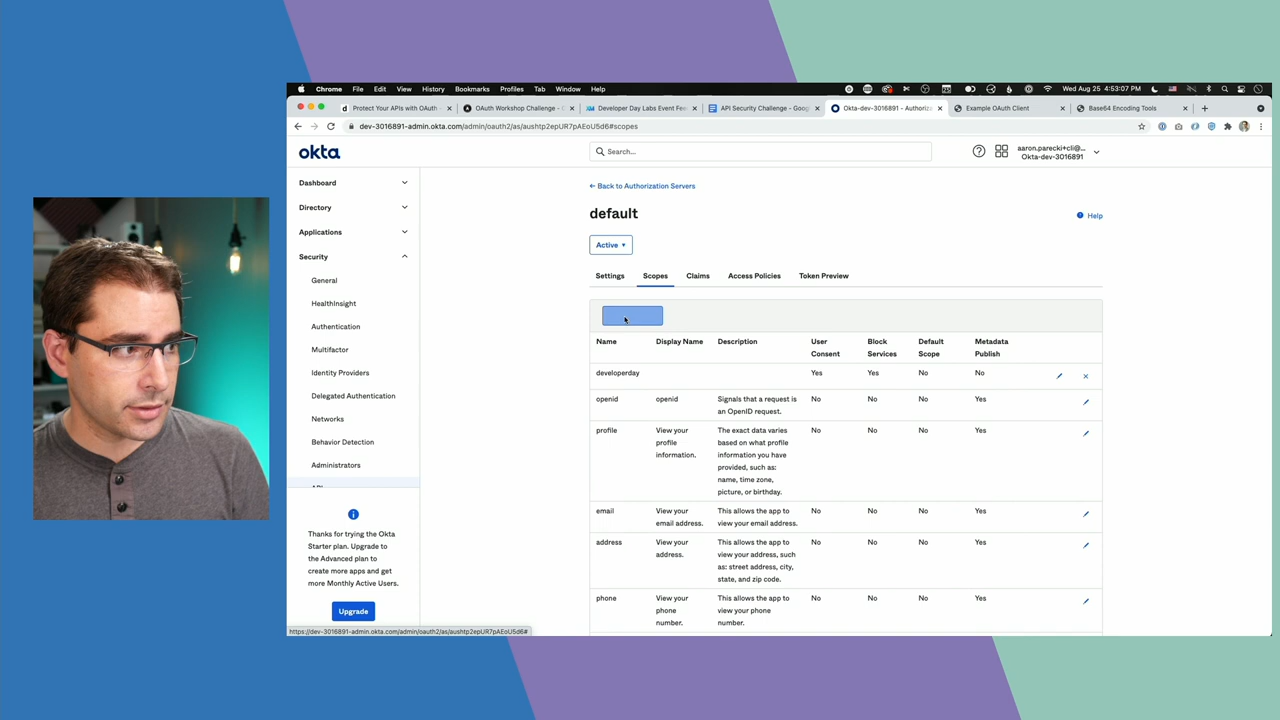 Chrome File Edit View History Bookmarks Profiles Tab Window Help Wed Aug 25 4:53:07 PM
Protect Your APIs with OAuth × OAuth Workshop Challenge - × Developer Day Labs Event Fee × API Security Challenge - Goog × Okta-dev-3016891 - Authoriz × Example OAuth Client × Base64 Encoding Tools × +
dev-3016891-admin.okta.com/admin/oauth2/as/aushtp2epUR7pAEoU5d6#scopes
okta
Search...
aaron.parecki+cli@...
Okta-dev-3016891
Dashboard
Directory
Applications
Security
General
HealthInsight
Authentication
Multifactor
Identity Providers
Delegated Authentication
Networks
Behavior Detection
Administrators
API
Thanks for trying the Okta
Starter plan. Upgrade to
the Advanced plan to
create more apps and get
more Monthly Active Users.
Upgrade
← Back to Authorization Servers
default
Help
Active ▾
Settings Scopes Claims Access Policies Token Preview
Name Display Name Description User Consent Block Services Default Scope Metadata Publish
developerday Yes Yes No No
openid openid Signals that a request is No No No Yes
an OpenID request.
profile View your The exact data varies No No No Yes
profile based on what profile
information. information you have
provided, such as:
name, time zone,
picture, or birthday.
email View your This allows the app to No No No Yes
email address. view your email address.
address View your This allows the app to No No No Yes
address. view your address, such
as: street address, city,
state, and zip code.
phone View your This allows the app to No No No Yes
phone view your phone
number. number.
https://dev-3016891-admin.okta.com/admin/oauth2/as/aushtp2epUR7pAEoU5d6#